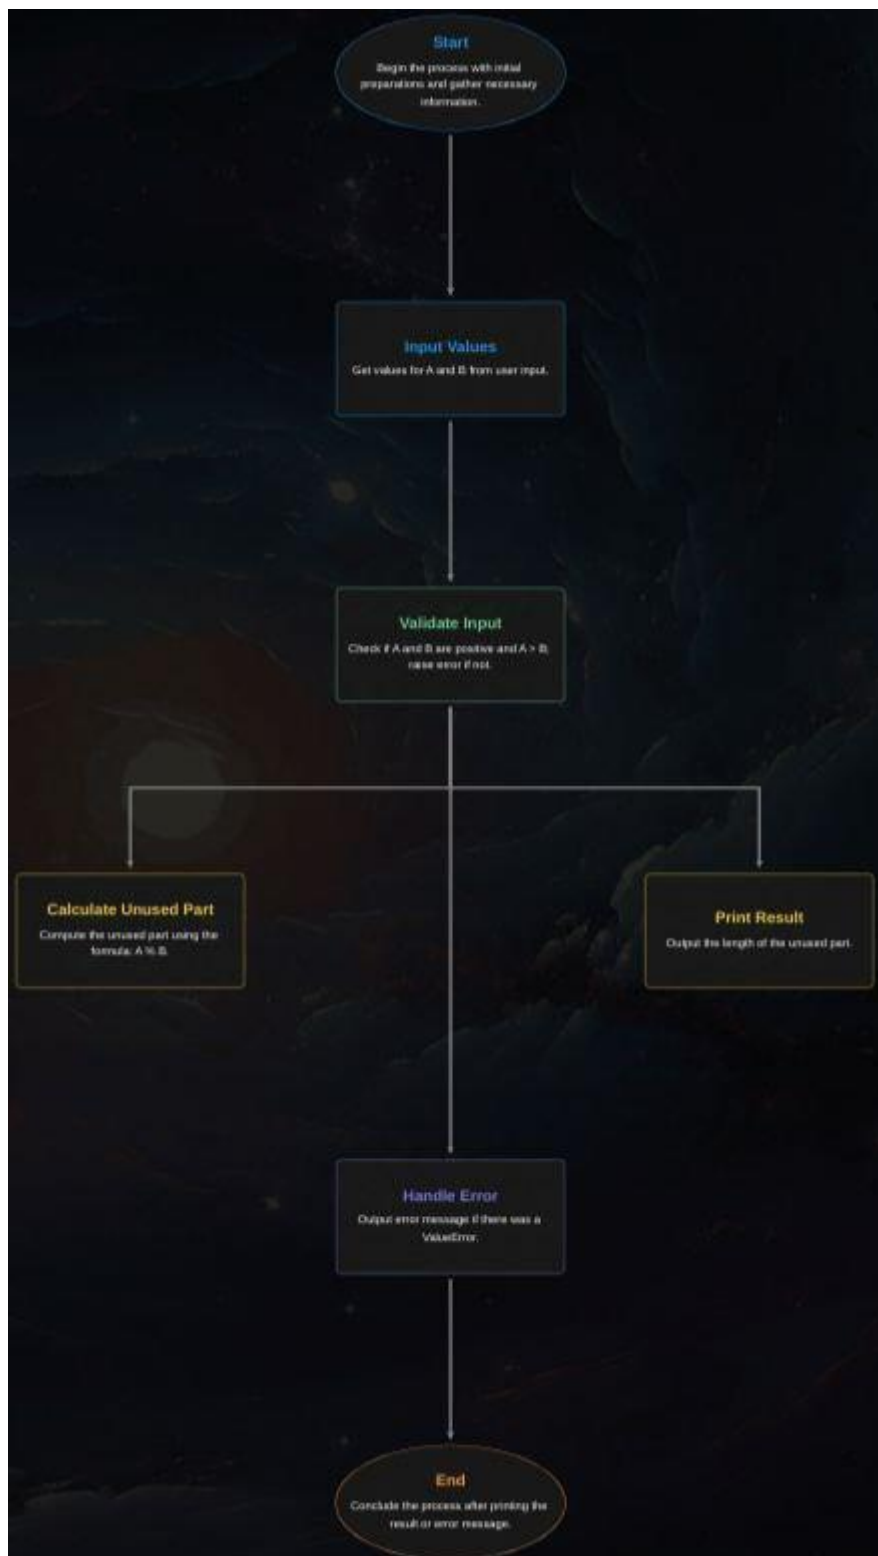 Start
Begin the process with initial
preparations and gather necessary
information.
Input Values
Get values for A and B from user input.
Validate Input
Check if A and B are positive and A > B;
raise error if not.
Calculate Unused Part
Compute the unused part using the
formula: A % B.
Print Result
Output the length of the unused part.
Handle Error
Output error message if there was a
ValueError.
End
Conclude the process after printing the
result or error message.